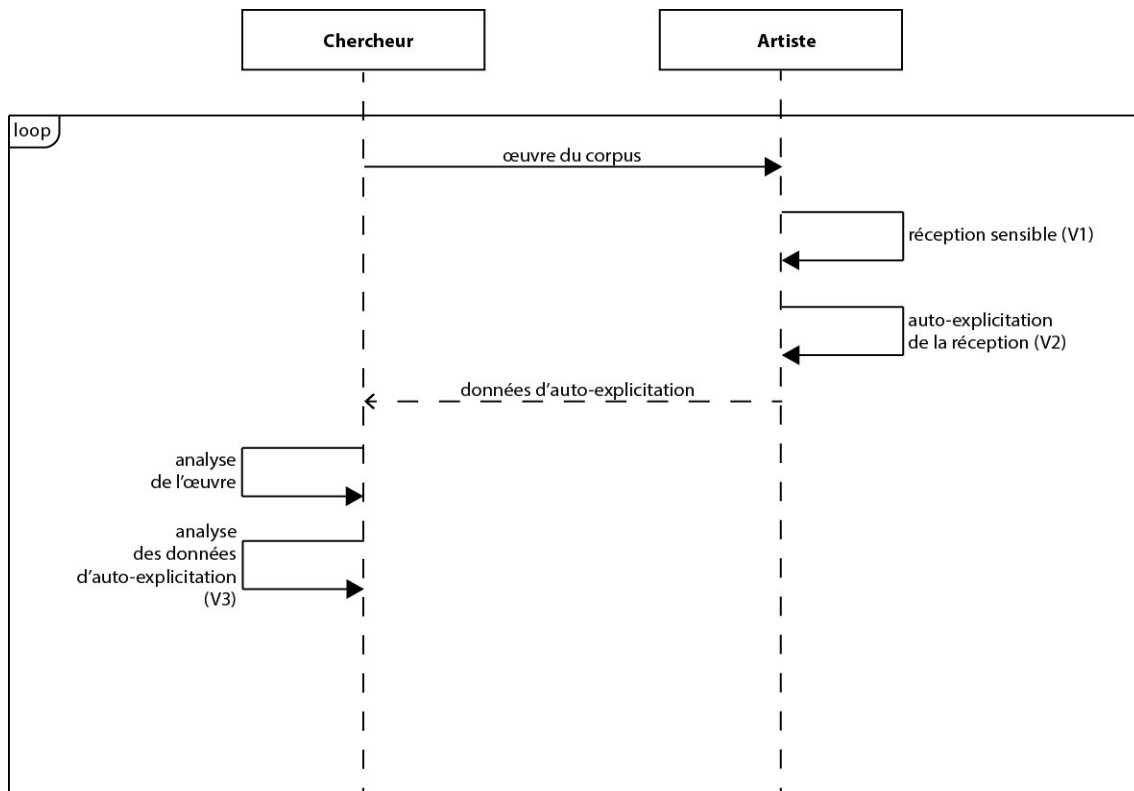 Chercheur
Artiste
loop
œuvre du corpus
réception sensible (V1)
auto-explicitation
de la réception (V2)
données d'auto-explicitation
analyse
de l'œuvre
analyse
des données
d'auto-explicitation
(V3)